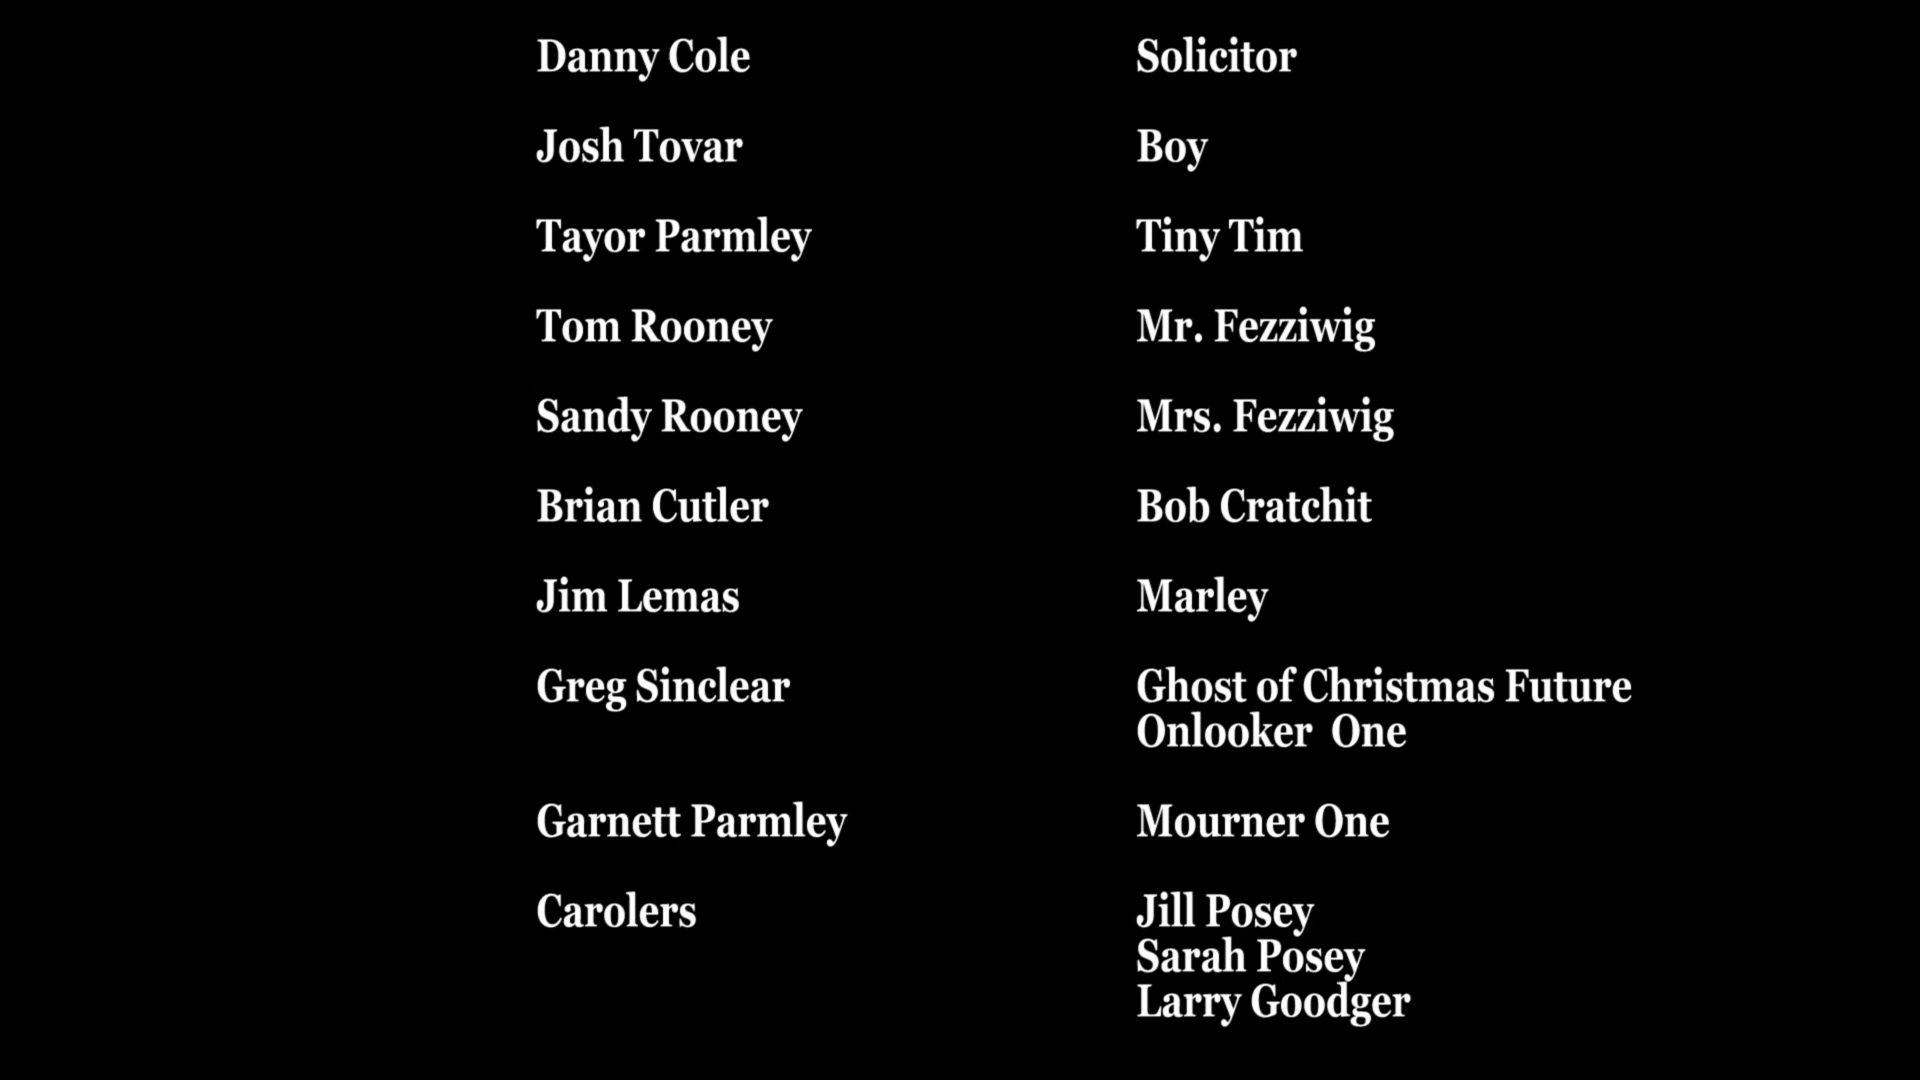 Danny Cole Solicitor
Josh Tovar Boy
Tayor Parmley Tiny Tim
Tom Rooney Mr. Fezziwig
Sandy Rooney Mrs. Fezziwig
Brian Cutler Bob Cratchit
Jim Lemas Marley
Greg Sinclear Ghost of Christmas Future
Onlooker One
Garnett Parmley Mourner One
Carolers Jill Posey
Sarah Posey
Larry Goodger